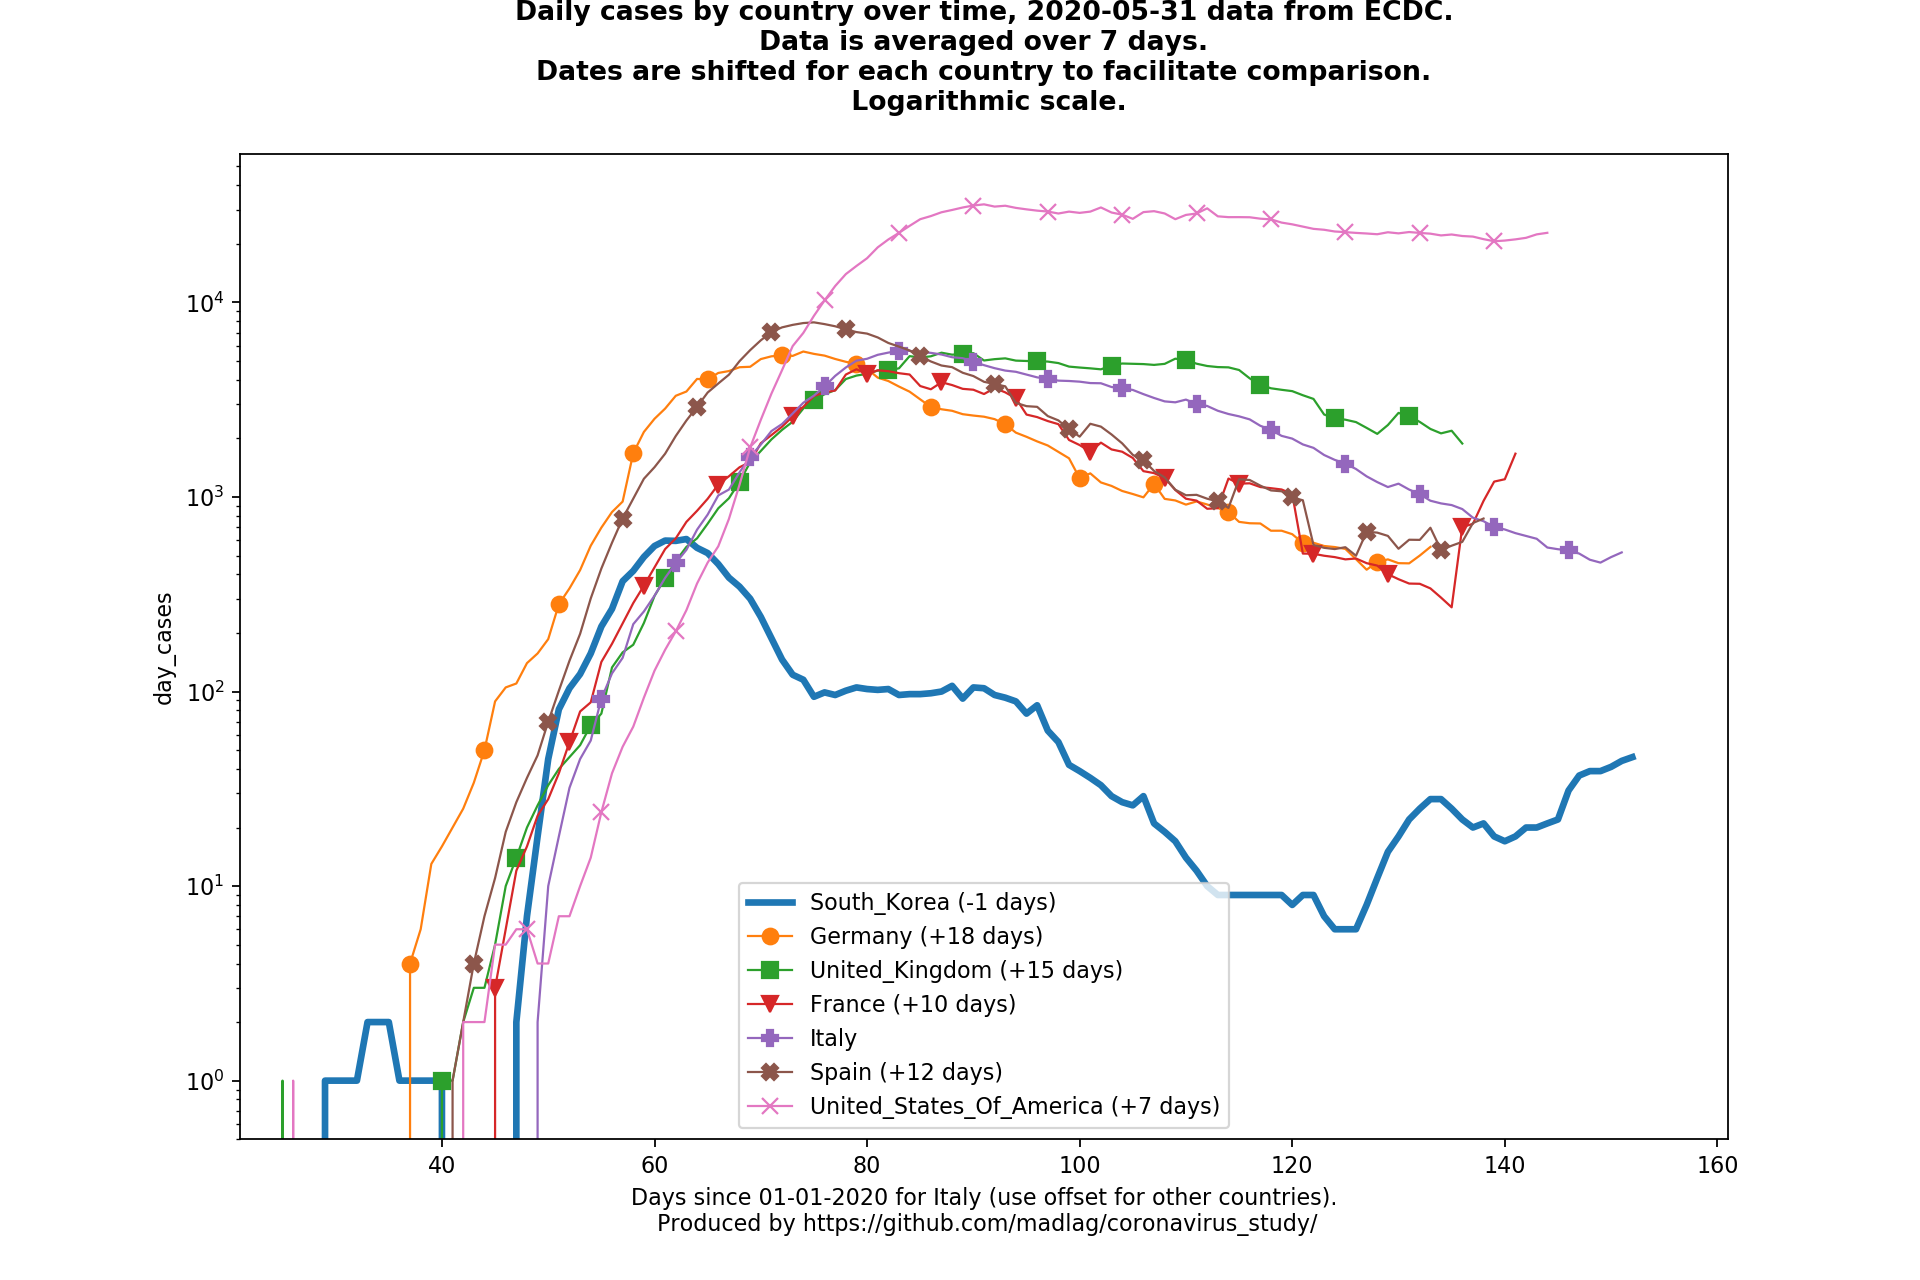 Daily cases by country over time, 2020-05-31 data from ECDC.
Data is averaged over 7 days.
Dates are shifted for each country to facilitate comparison.
Logarithmic scale.
day_cases
10^4
10^3
10^2
10^1
10^0
South_Korea (-1 days)
Germany (+18 days)
United_Kingdom (+15 days)
France (+10 days)
Italy
Spain (+12 days)
United_States_Of_America (+7 days)
40 60 80 100 120 140 160
Days since 01-01-2020 for Italy (use offset for other countries).
Produced by https://github.com/madlag/coronavirus_study/